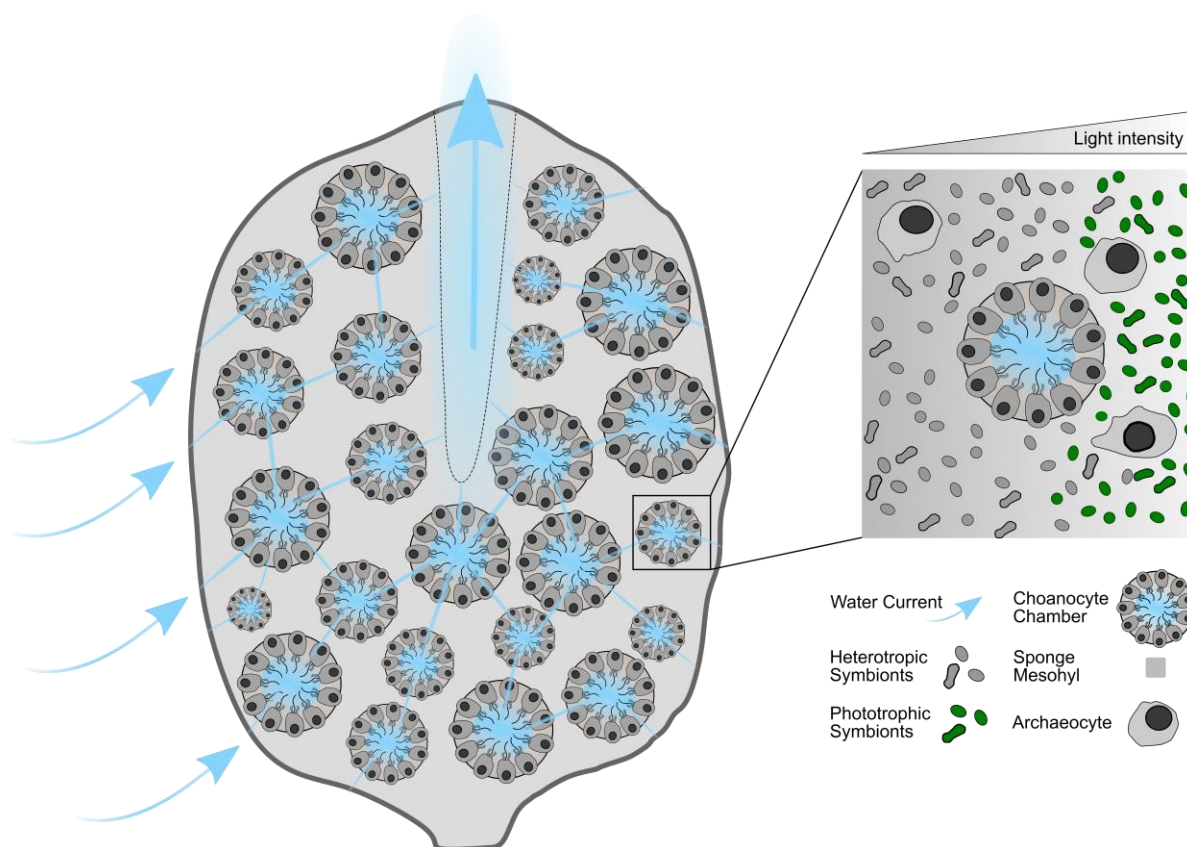 Light intensity
Water Current
Choanocyte
Chamber
Heterotropic
Symbionts
Sponge
Mesohyl
Phototrophic
Symbionts
Archaeocyte